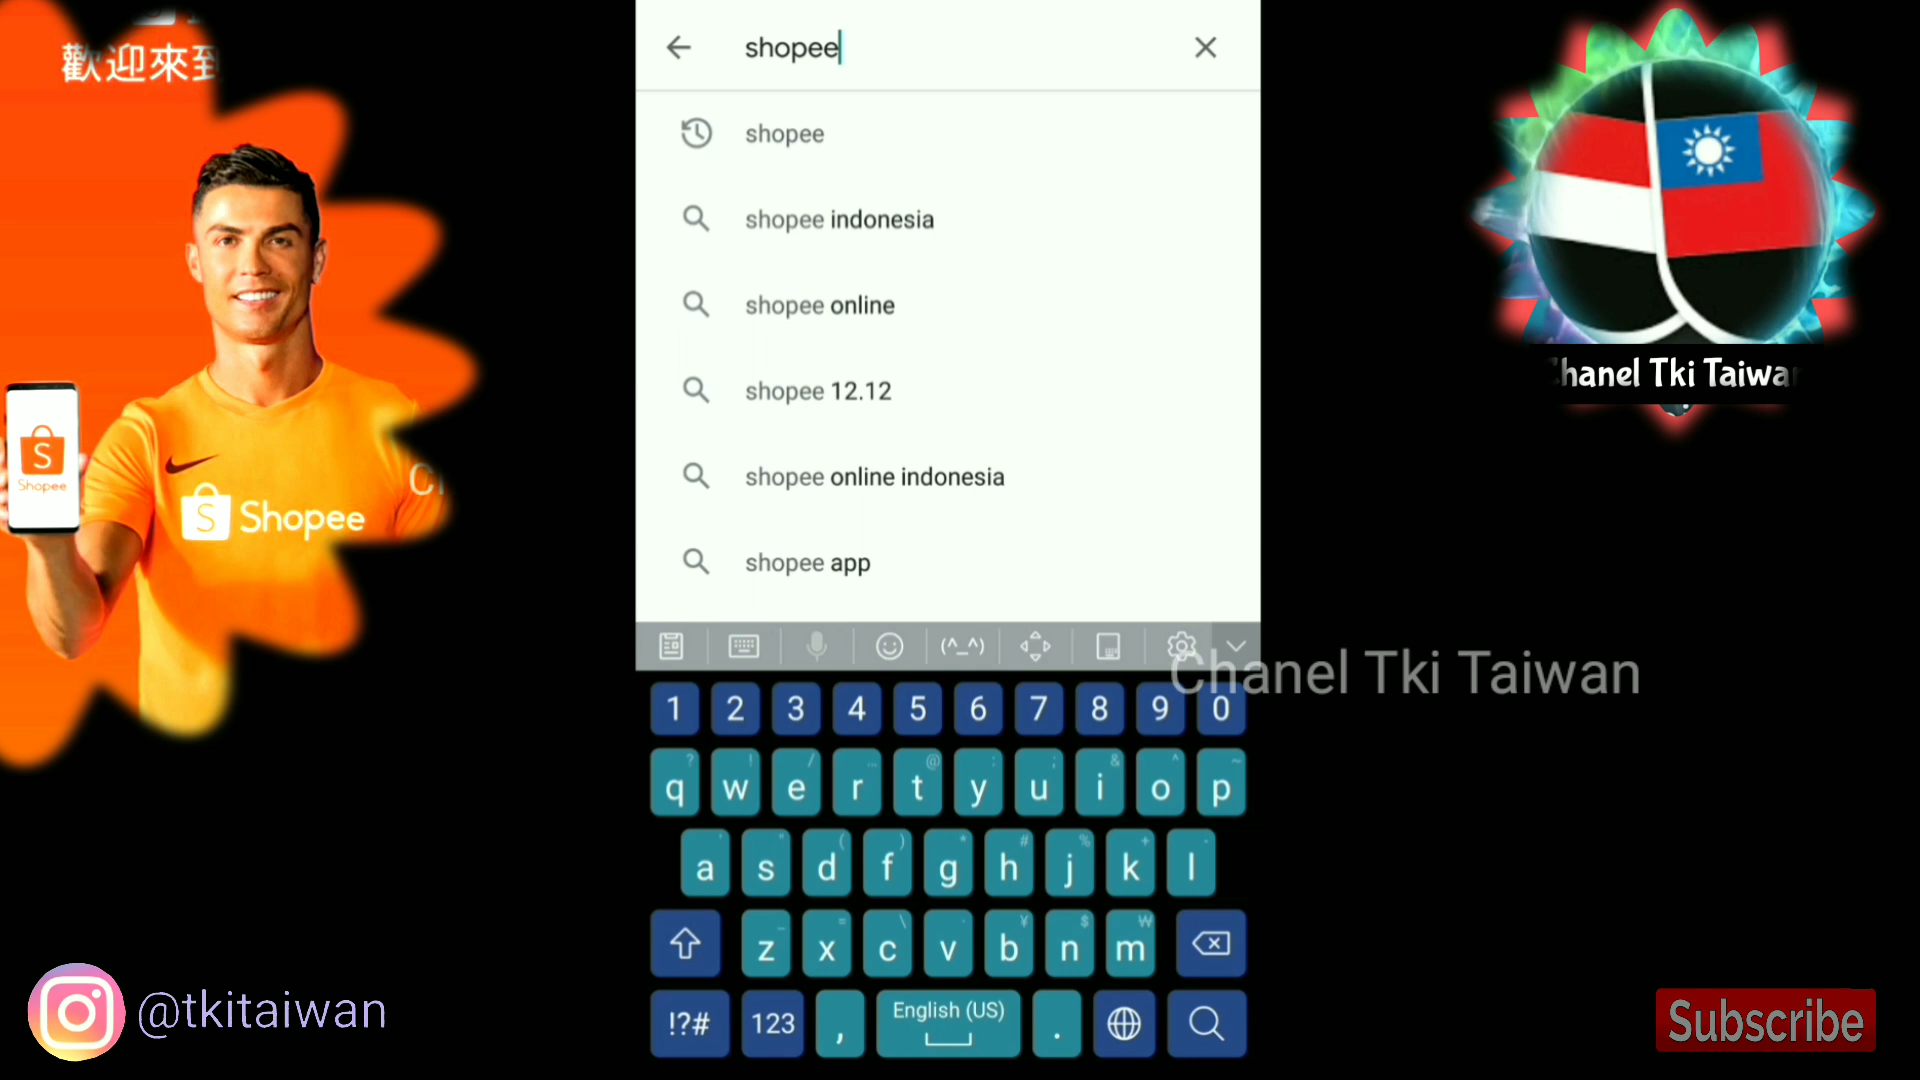 歡迎來到
shopee
shopee
shopee indonesia
shopee online
shopee 12.12
shopee online indonesia
shopee app
(^_^)
1 2 3 4 5 6 7 8 9 0
q w e r t y u i o p
a s d f g h j k l
z x c v b n m
!?# 123 , English (US) .
S
Shopee
S Shopee
hanel Tki Taiwa
Chanel Tki Taiwan
@tkitaiwan
Subscribe